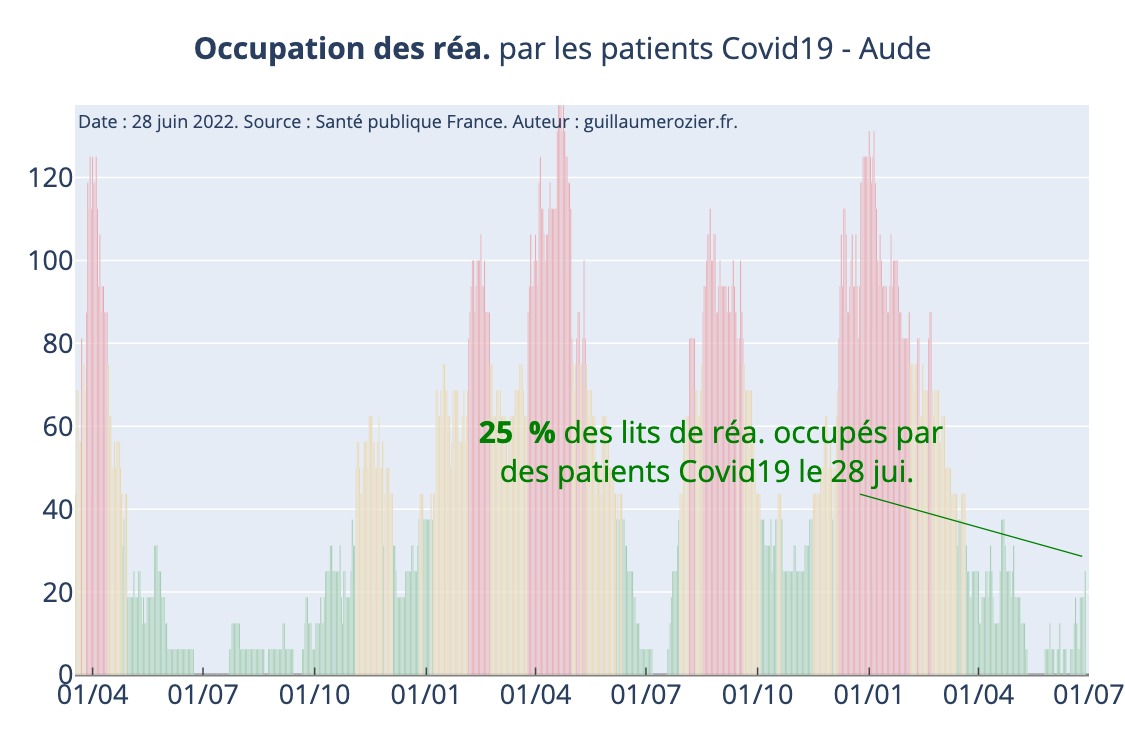 Occupation des réa. par les patients Covid19 - Aude
Date : 28 juin 2022. Source : Santé publique France. Auteur : guillaumerozier.fr.
120
100
80
60
40
20
0
25 % des lits de réa. occupés par
des patients Covid19 le 28 jui.
01/04 01/07 01/10 01/01 01/04 01/07 01/10 01/01 01/04 01/07